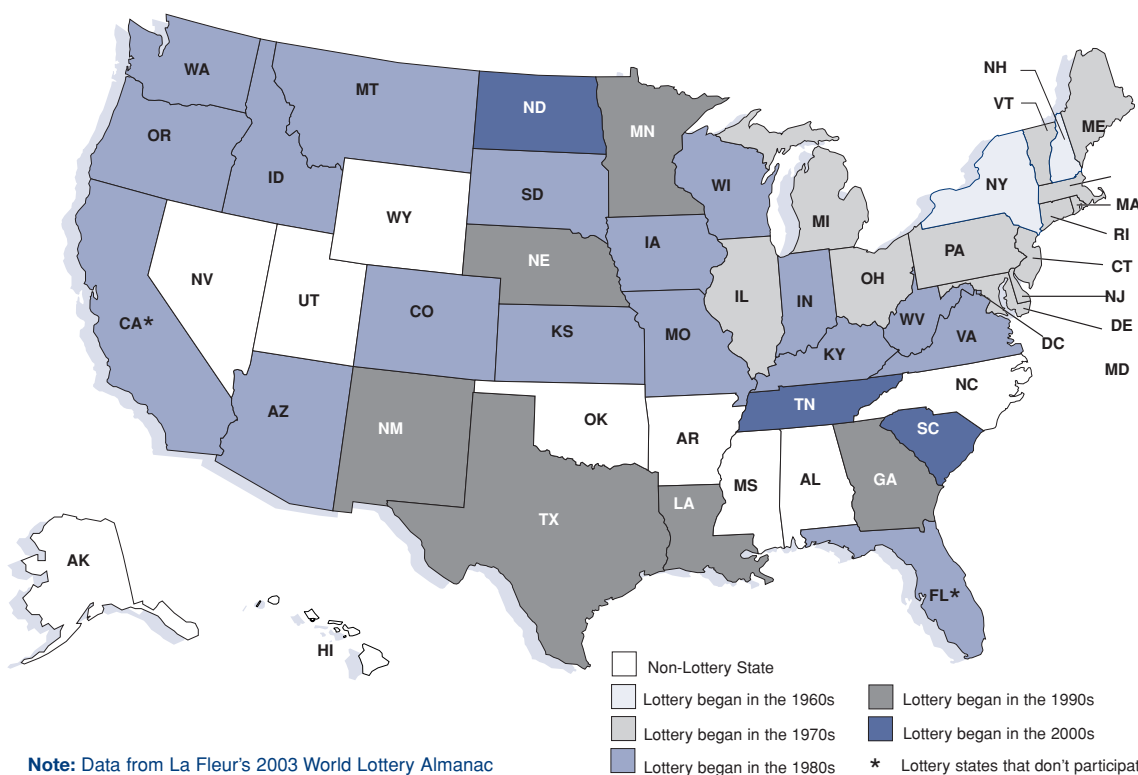 NH
WA
MT
ND
VT
MN
OR
ME
ID
SD
WI
NY
WY
MI
MA
RI
IA
PA
NE
CT
NV
OH
UT
IL
IN
NJ
CO
CA*
WV
DE
KS
MO
VA
DC
KY
MD
NC
TN
AZ
OK
NM
AR
SC
MS
AL
GA
LA
TX
AK
FL*
HI
Non-Lottery State
Lottery began in the 1960s
Lottery began in the 1990s
Lottery began in the 1970s
Lottery began in the 2000s
Lottery began in the 1980s
* Lottery states that don't participat
Note: Data from La Fleur's 2003 World Lottery Almanac